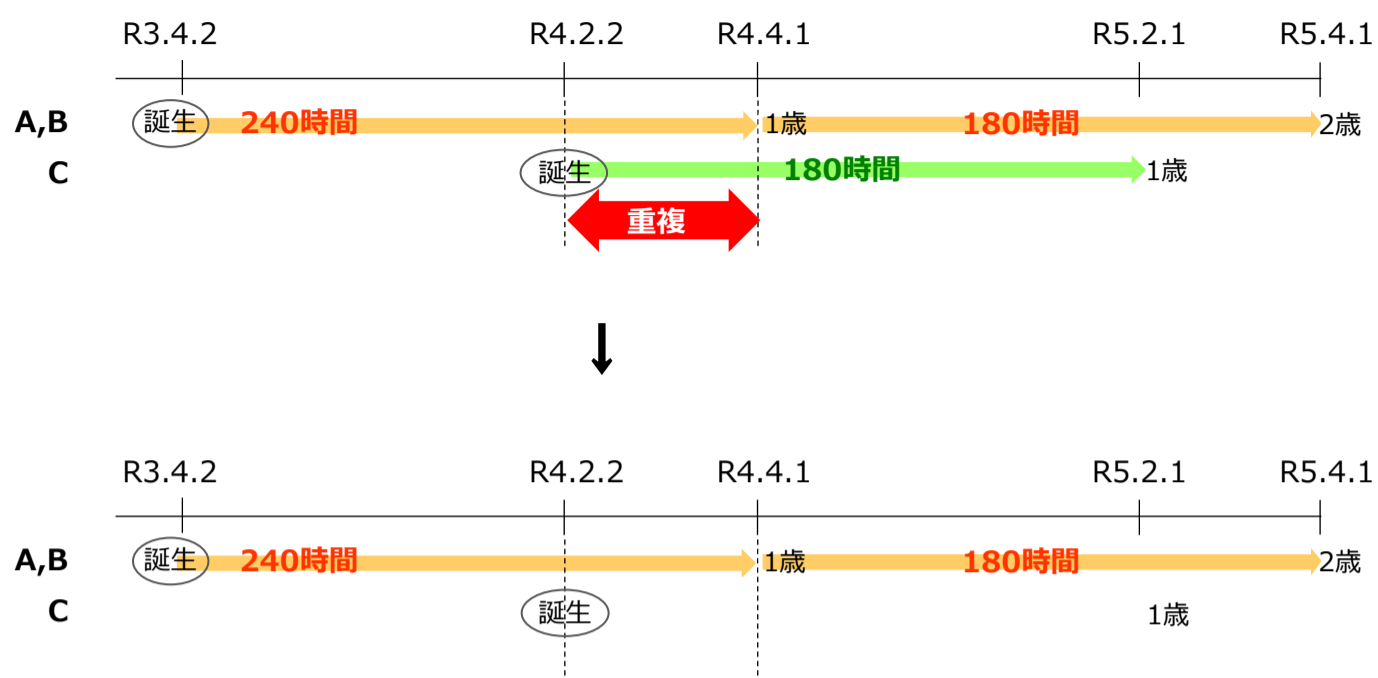 R3.4.2 R4.2.2 R4.4.1 R5.2.1 R5.4.1
A,B 誕生 240時間 1歳 180時間 2歳
C 誕生 180時間 1歳
重複
R3.4.2 R4.2.2 R4.4.1 R5.2.1 R5.4.1
A,B 誕生 240時間 1歳 180時間 2歳
C 誕生 1歳